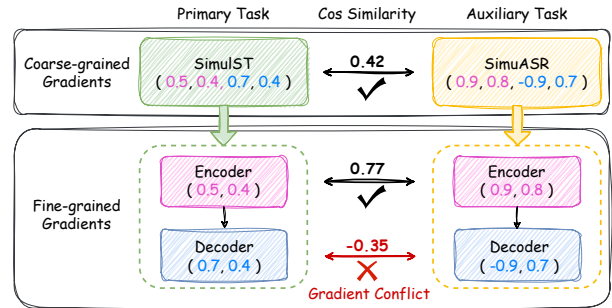 Primary Task Cos Similarity Auxiliary Task
Coarse-grained
Gradients
SimulST
( 0.5, 0.4, 0.7, 0.4 )
0.42
SimuASR
( 0.9, 0.8, -0.9, 0.7 )
Fine-grained
Gradients
Encoder
( 0.5, 0.4 )
0.77
Encoder
( 0.9, 0.8 )
Decoder
( 0.7, 0.4 )
-0.35
Gradient Conflict
Decoder
( -0.9, 0.7 )